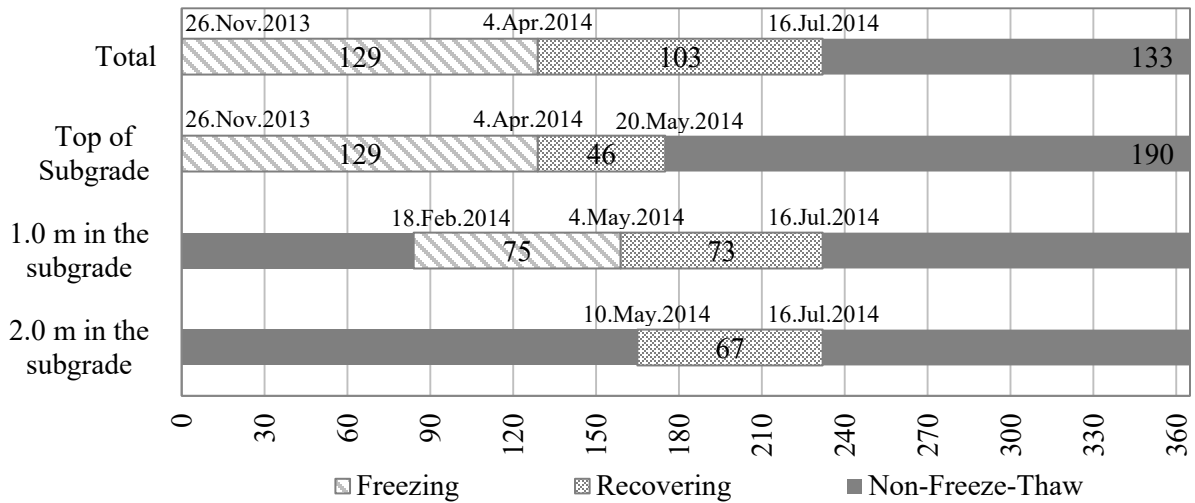 26.Nov.2013 4.Apr.2014 16.Jul.2014
Total 129 103 133
26.Nov.2013 4.Apr.2014 20.May.2014
Top of
Subgrade
129 46 190
18.Feb.2014 4.May.2014 16.Jul.2014
1.0 m in the
subgrade
75 73
10.May.2014 16.Jul.2014
2.0 m in the
subgrade
67
0 30 60 90 120 150 180 210 240 270 300 330 360
Freezing Recovering Non-Freeze-Thaw